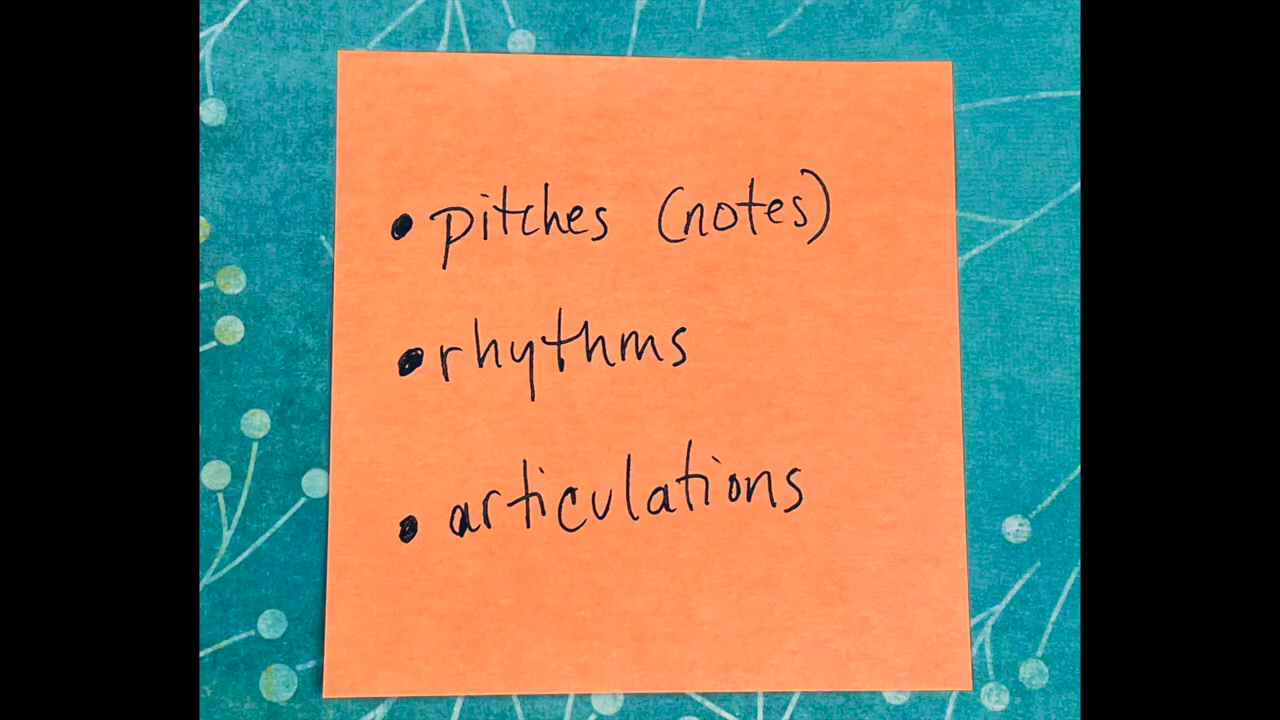 • pitches (notes)
• rhythms
• articulations